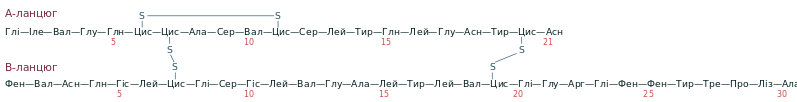 А-ланцюг
S S
Глі—Іле—Вал—Глу—Глн—Цис—Цис—Ала—Сер—Вал—Цис—Сер—Лей—Тир—Глн—Лей—Глу—Асн—Тир—Цис—Асн
5 10 15 21
S S
S S
В-ланцюг
Фен—Вал—Асн—Глн—Гіс—Лей—Цис—Глі—Сер—Гіс—Лей—Вал—Глу—Ала—Лей—Тир—Лей—Вал—Цис—Глі—Глу—Арг—Глі—Фен—Фен—Тир—Тре—Про—Ліз—Ала
5 10 15 20 25 30